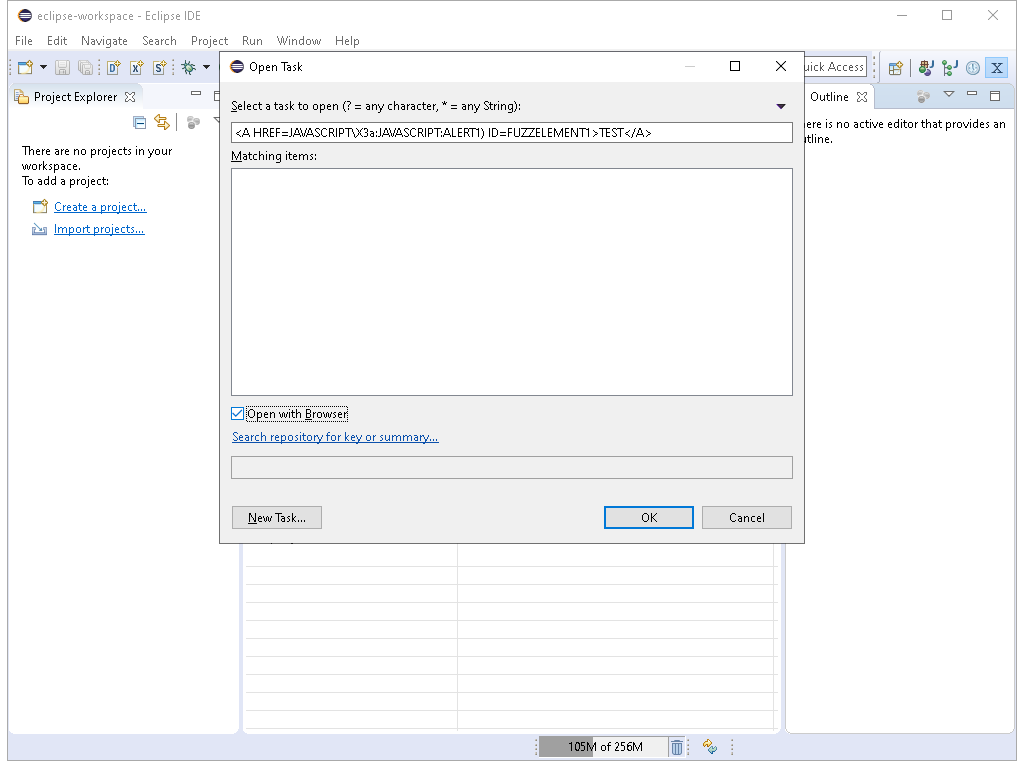 eclipse-workspace - Eclipse IDE
File Edit Navigate Search Project Run Window Help
Open Task
Quick Access
Project Explorer
Select a task to open (? = any character, * = any String):
Outline
<A HREF=JAVASCRIPT\X3a:JAVASCRIPT:ALERT1) ID=FUZZELEMENT1>TEST</A>
ere is no active editor that provides an
utline.
Matching items:
There are no projects in your
workspace.
To add a project:
Create a project...
Import projects...
Open with Browser
Search repository for key or summary...
New Task...
OK
Cancel
105M of 256M